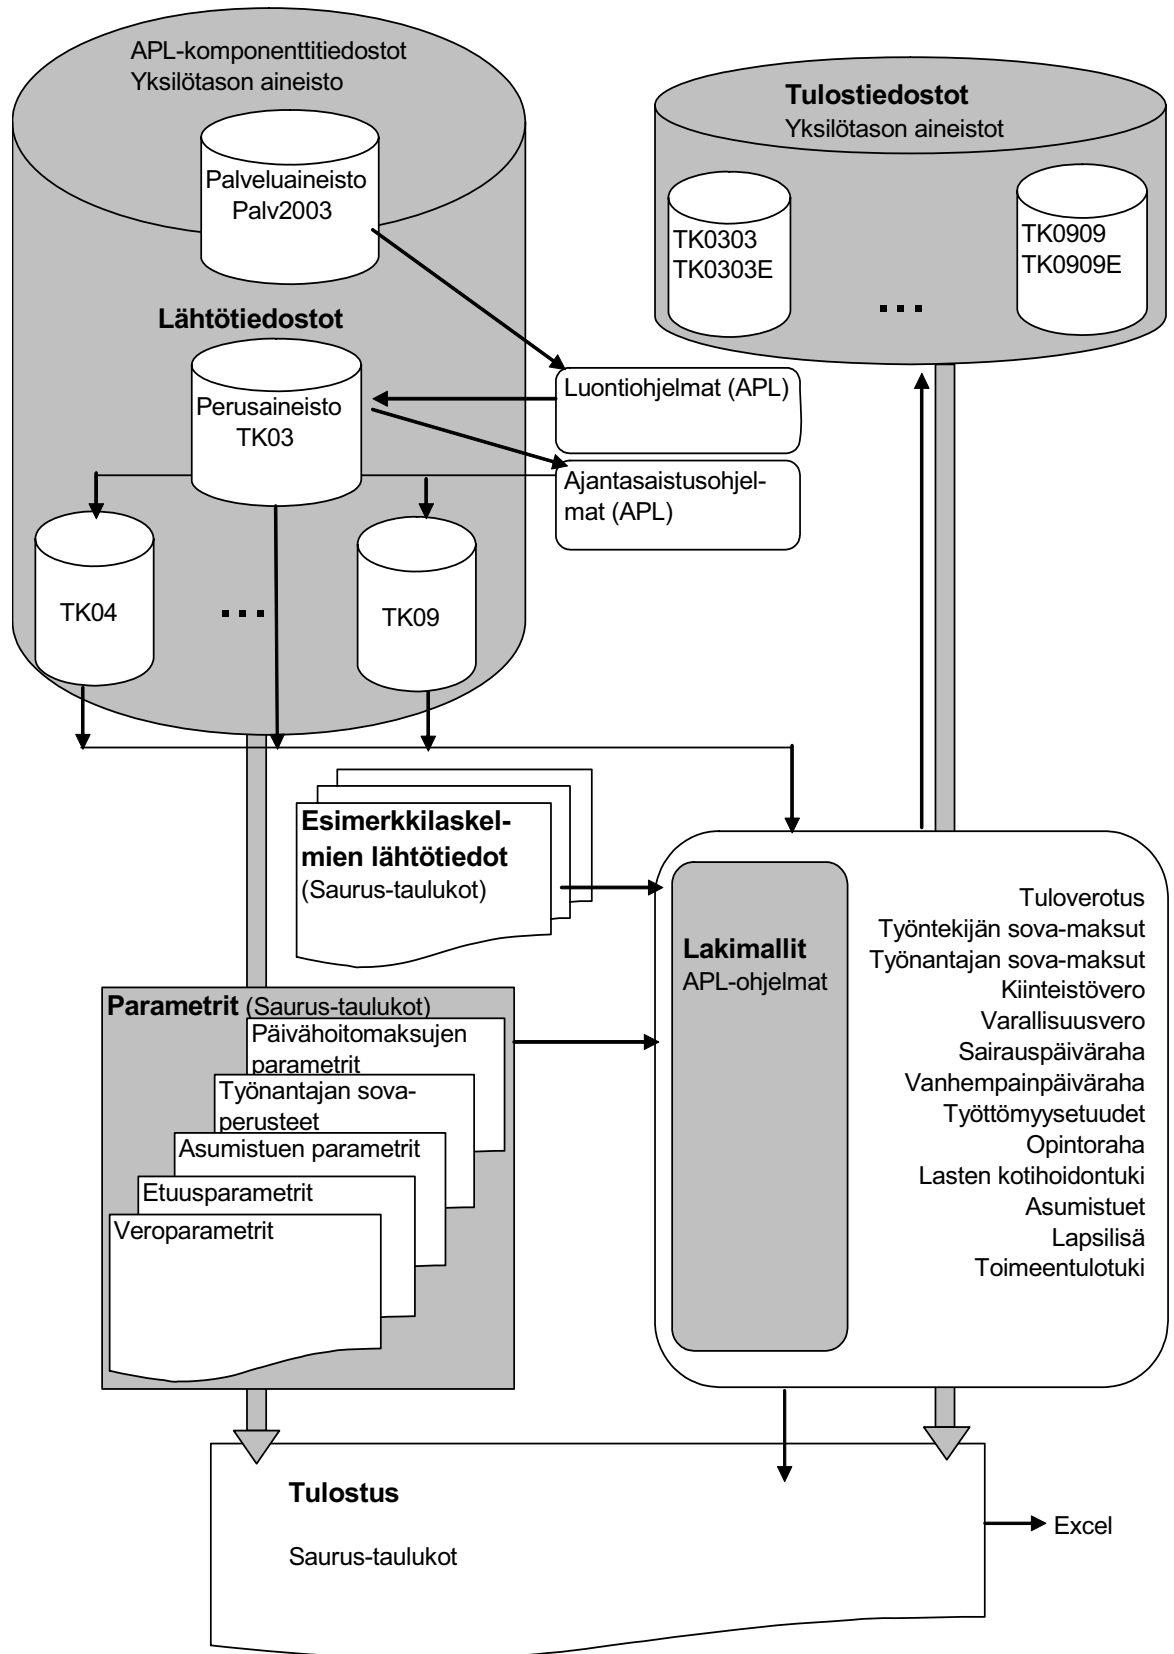 APL-komponenttitiedostot
Yksilötason aineisto
Palveluaineisto
Palv2003
Lähtötiedostot
Perusaineisto
TK03
TK04
...
TK09
Tulostiedostot
Yksilötason aineistot
TK0303
TK0303E
...
TK0909
TK0909E
Luontiohjelmat (APL)
Ajantasaistusohjel-
mat (APL)
Esimerkkilaskel-
mien lähtötiedot
(Saurus-taulukot)
Parametrit (Saurus-taulukot)
Päivähoitomaksujen
parametrit
Työnantajan sova-
perusteet
Asumistuen parametrit
Etuusparametrit
Veroparametrit
Lakimallit
APL-ohjelmat
Tuloverotus
Työntekijän sova-maksut
Työnantajan sova-maksut
Kiinteistövero
Varallisuusvero
Sairauspäiväraha
Vanhempainpäiväraha
Työttömyysetuudet
Opintoraha
Lasten kotihoidontuki
Asumistuet
Lapsilisä
Toimeentulotuki
Tulostus
Saurus-taulukot
Excel